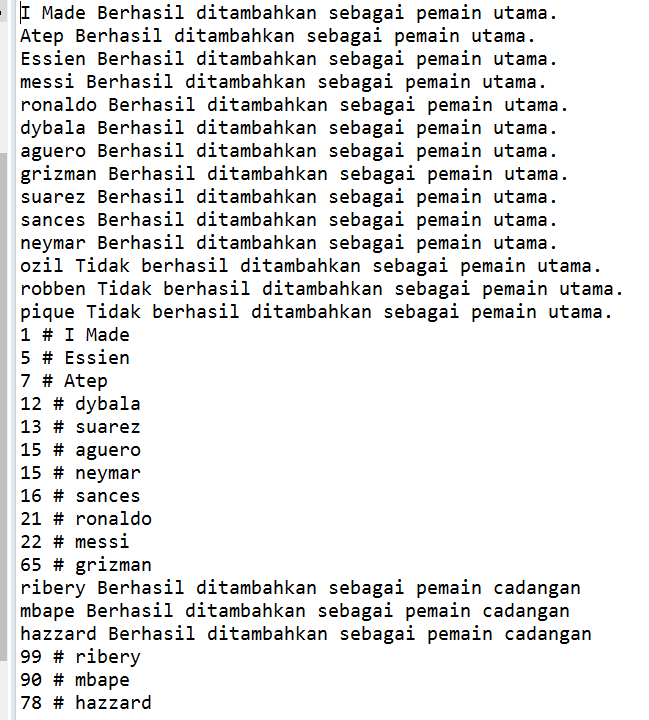 I Made Berhasil ditambahkan sebagai pemain utama.
Atep Berhasil ditambahkan sebagai pemain utama.
Essien Berhasil ditambahkan sebagai pemain utama.
messi Berhasil ditambahkan sebagai pemain utama.
ronaldo Berhasil ditambahkan sebagai pemain utama.
dybala Berhasil ditambahkan sebagai pemain utama.
aguero Berhasil ditambahkan sebagai pemain utama.
grizman Berhasil ditambahkan sebagai pemain utama.
suarez Berhasil ditambahkan sebagai pemain utama.
sances Berhasil ditambahkan sebagai pemain utama.
neymar Berhasil ditambahkan sebagai pemain utama.
ozil Tidak berhasil ditambahkan sebagai pemain utama.
robben Tidak berhasil ditambahkan sebagai pemain utama.
pique Tidak berhasil ditambahkan sebagai pemain utama.
1 # I Made
5 # Essien
7 # Atep
12 # dybala
13 # suarez
15 # aguero
15 # neymar
16 # sances
21 # ronaldo
22 # messi
65 # grizman
ribery Berhasil ditambahkan sebagai pemain cadangan
mbape Berhasil ditambahkan sebagai pemain cadangan
hazzard Berhasil ditambahkan sebagai pemain cadangan
99 # ribery
90 # mbape
78 # hazzard